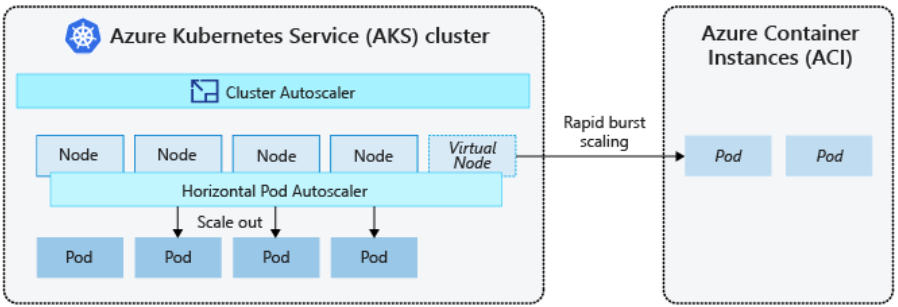 Azure Kubernetes Service (AKS) cluster
Azure Container
Instances (ACI)
Cluster Autoscaler
Node
Node
Node
Node
Virtual
Node
Rapid burst
scaling
Pod
Pod
Horizontal Pod Autoscaler
Scale out
Pod
Pod
Pod
Pod